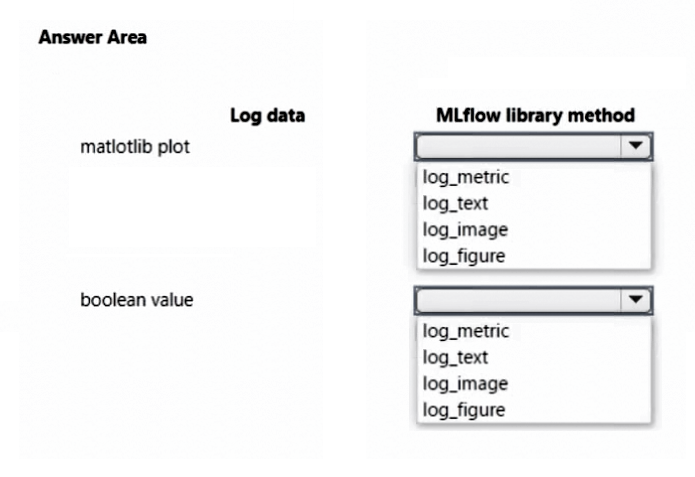 Answer Area
Log data MLflow library method
matlotlib plot
log_metric
log_text
log_image
log_figure
boolean value
log_metric
log_text
log_image
log_figure